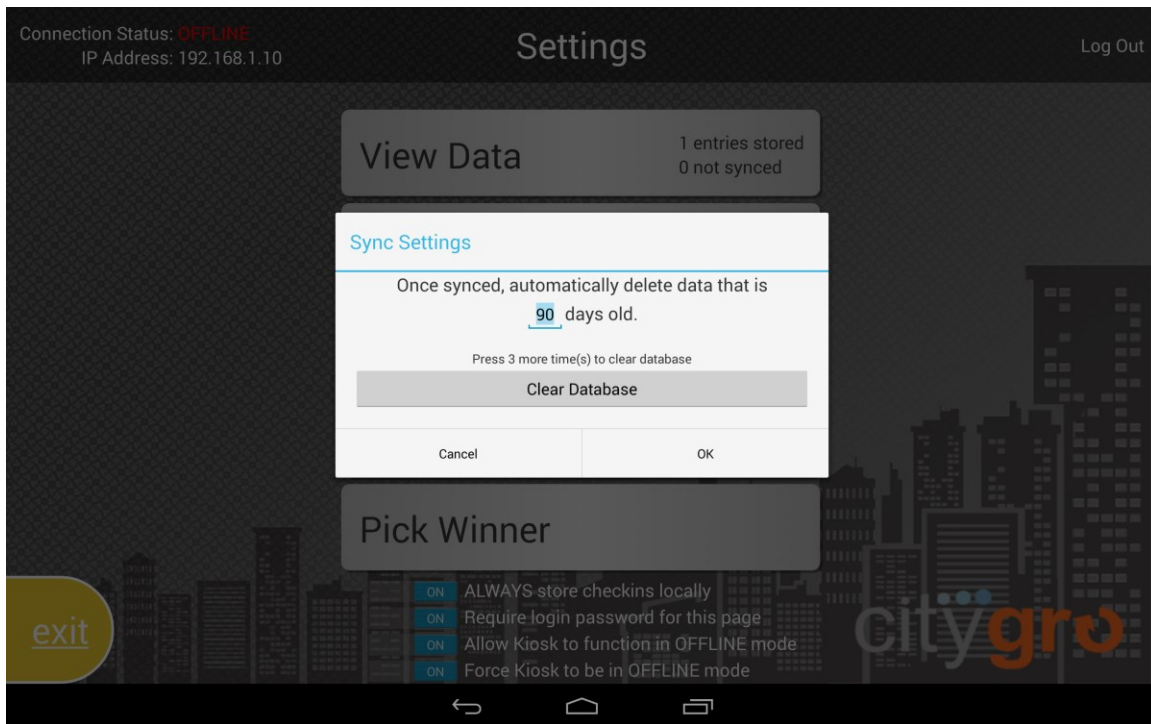 Connection Status: OFFLINE
IP Address: 192.168.1.10
Settings
Log Out
View Data
1 entries stored
0 not synced
Sync Settings
Once synced, automatically delete data that is
90 days old.
Press 3 more time(s) to clear database
Clear Database
Cancel
OK
Pick Winner
ON ALWAYS store checkins locally
ON Require login password for this page
ON Allow Kiosk to function in OFFLINE mode
ON Force Kiosk to be in OFFLINE mode
exit
citygro